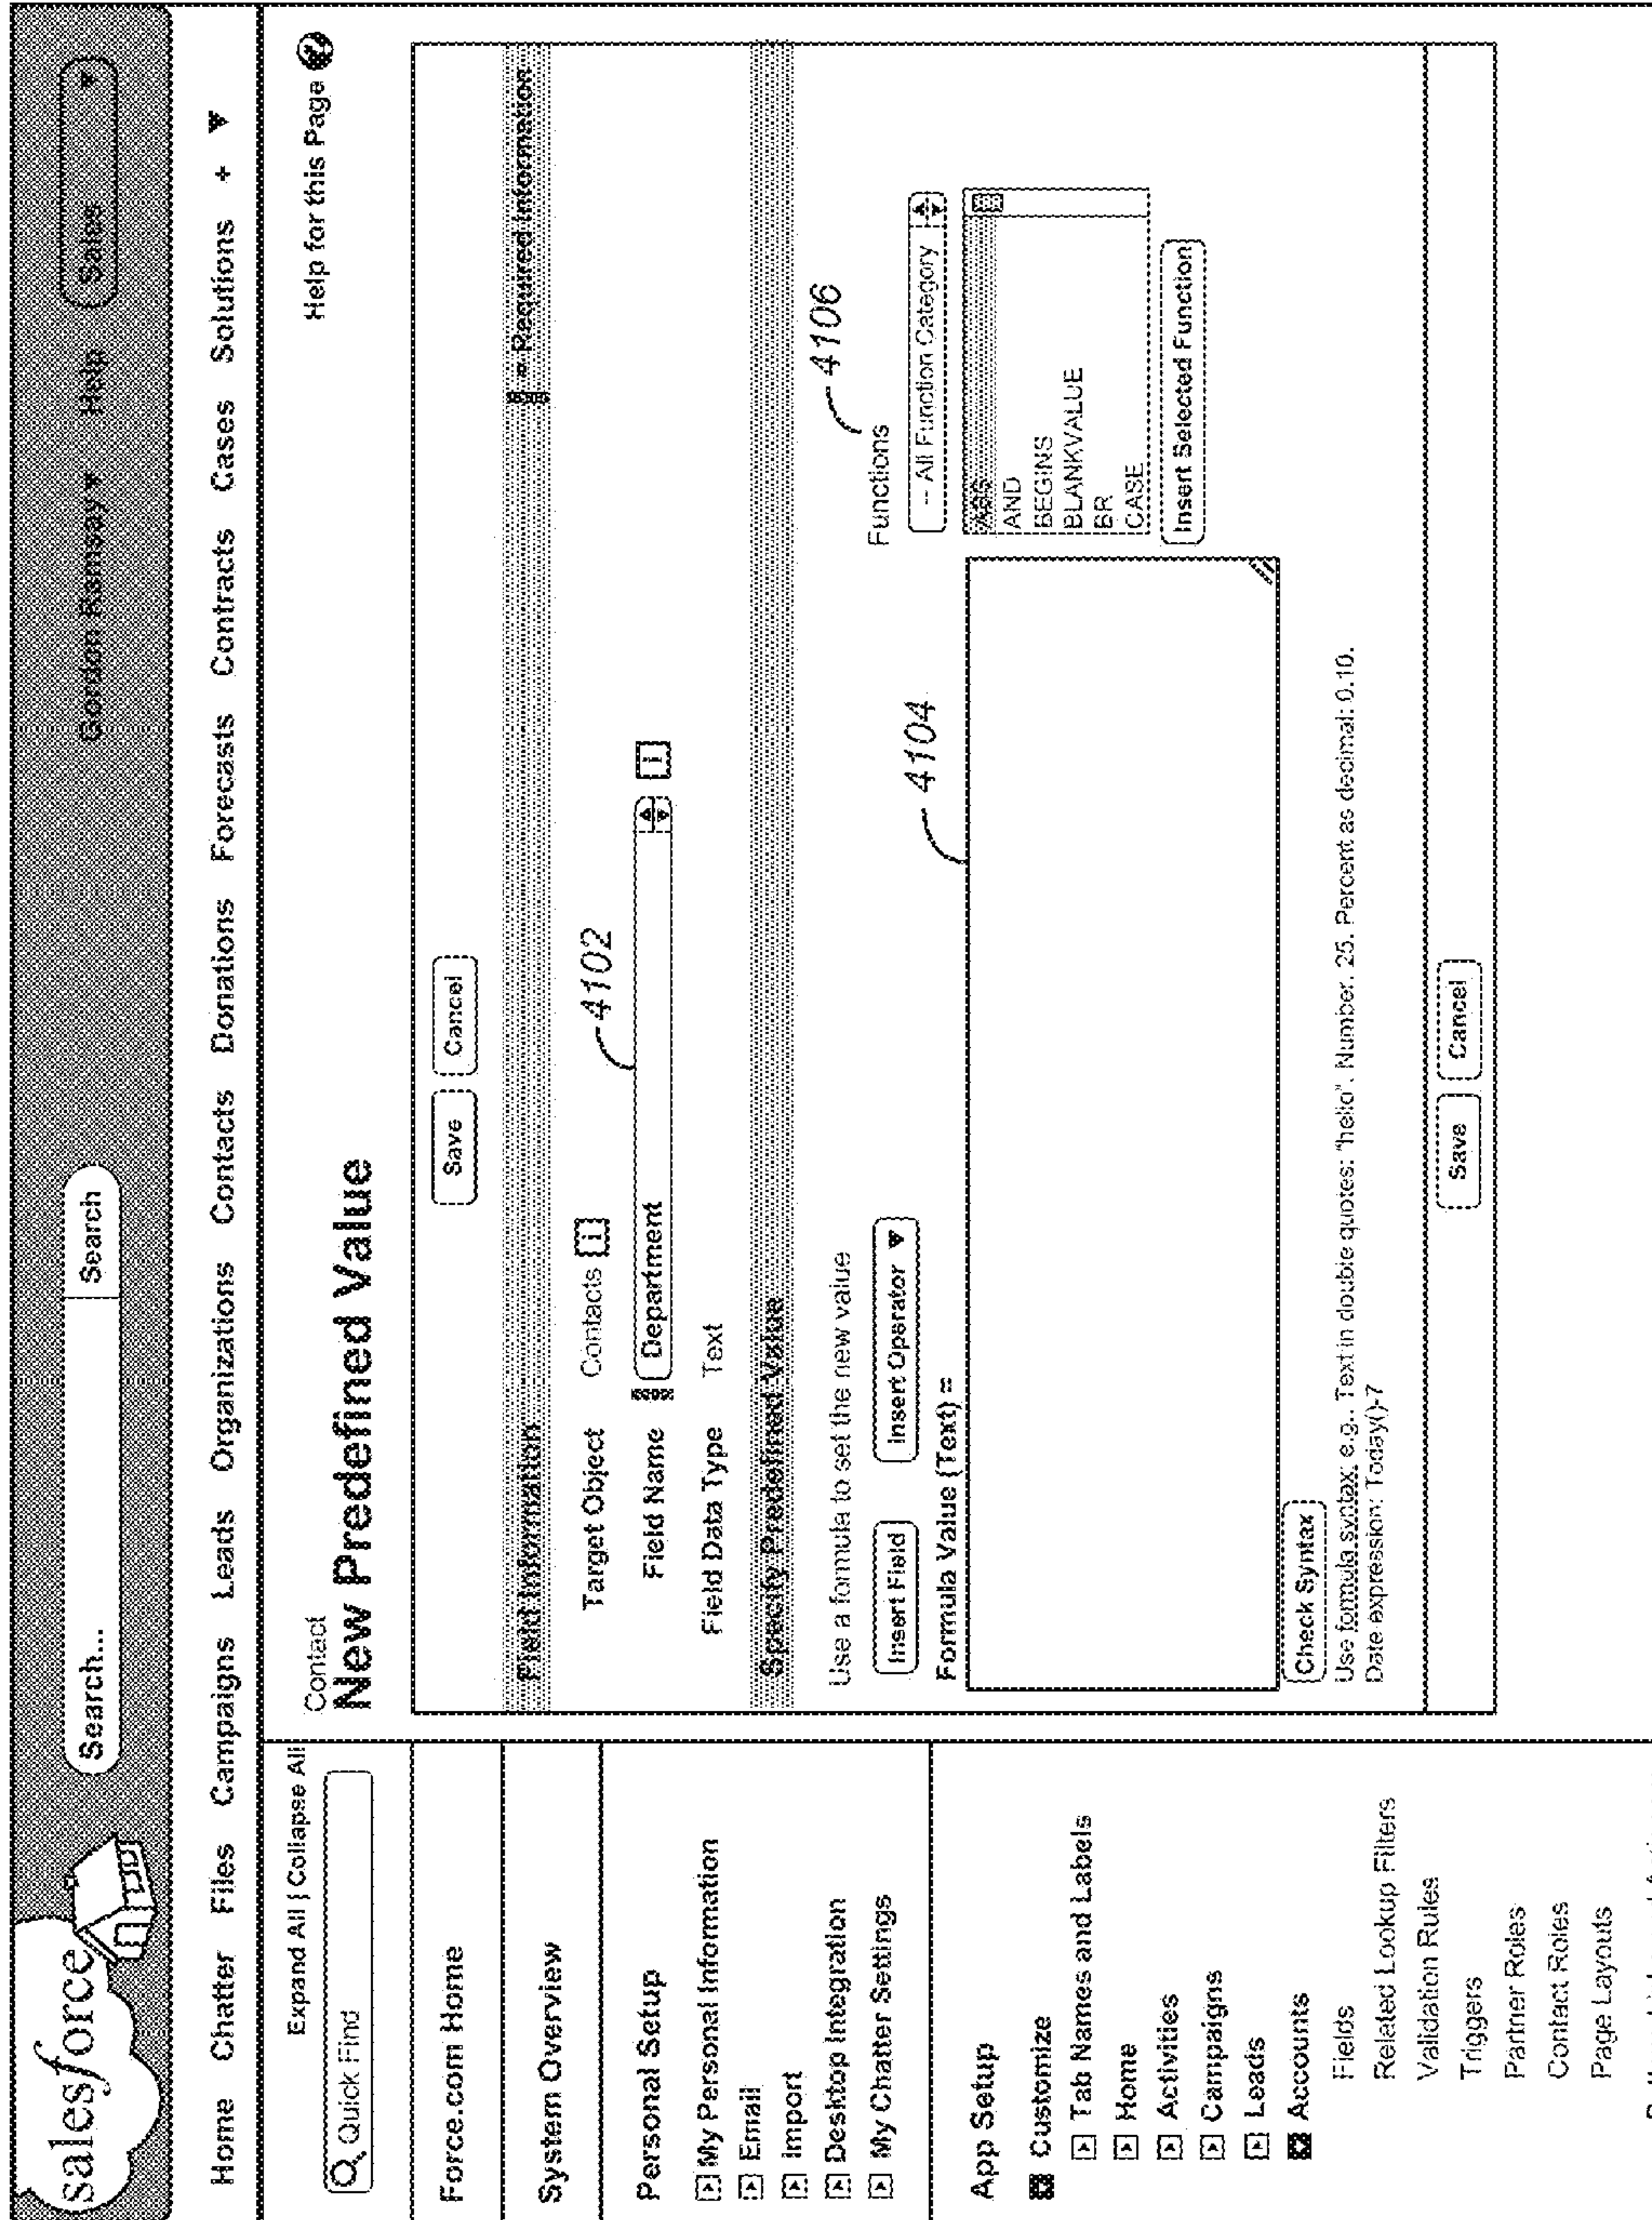 salesforce
Search... Search
Gordon Ramsay Help Sales
Home Chatter Files Campaigns Leads Organizations Contacts Donations Forecasts Contracts Cases Solutions +
Expand All | Collapse All
Quick Find
Force.com Home
System Overview
Personal Setup
My Personal Information
Email
Import
Desktop Integration
My Chatter Settings
App Setup
Customize
Tab Names and Labels
Home
Activities
Campaigns
Leads
Accounts
Fields
Related Lookup Filters
Validation Rules
Triggers
Partner Roles
Contact Roles
Page Layouts
Contact
New Predefined Value
Help for this Page
Save Cancel
Field Information
= Required Information
Target Object Contacts i
4102
Field Name Department i
Field Data Type Text
Specify Predefined Value
Use a formula to set the new value
4106
Insert Field Insert Operator
Functions
4104
Formula Value (Text) =
-- All Function Category
ABS
AND
BEGINS
BLANKVALUE
BR
CASE
Insert Selected Function
Check Syntax
Use formula syntax: e.g., Text in double quotes: "hello". Number. 25. Percent as decimal: 0.10.
Date expression: Today()-7
Save Cancel